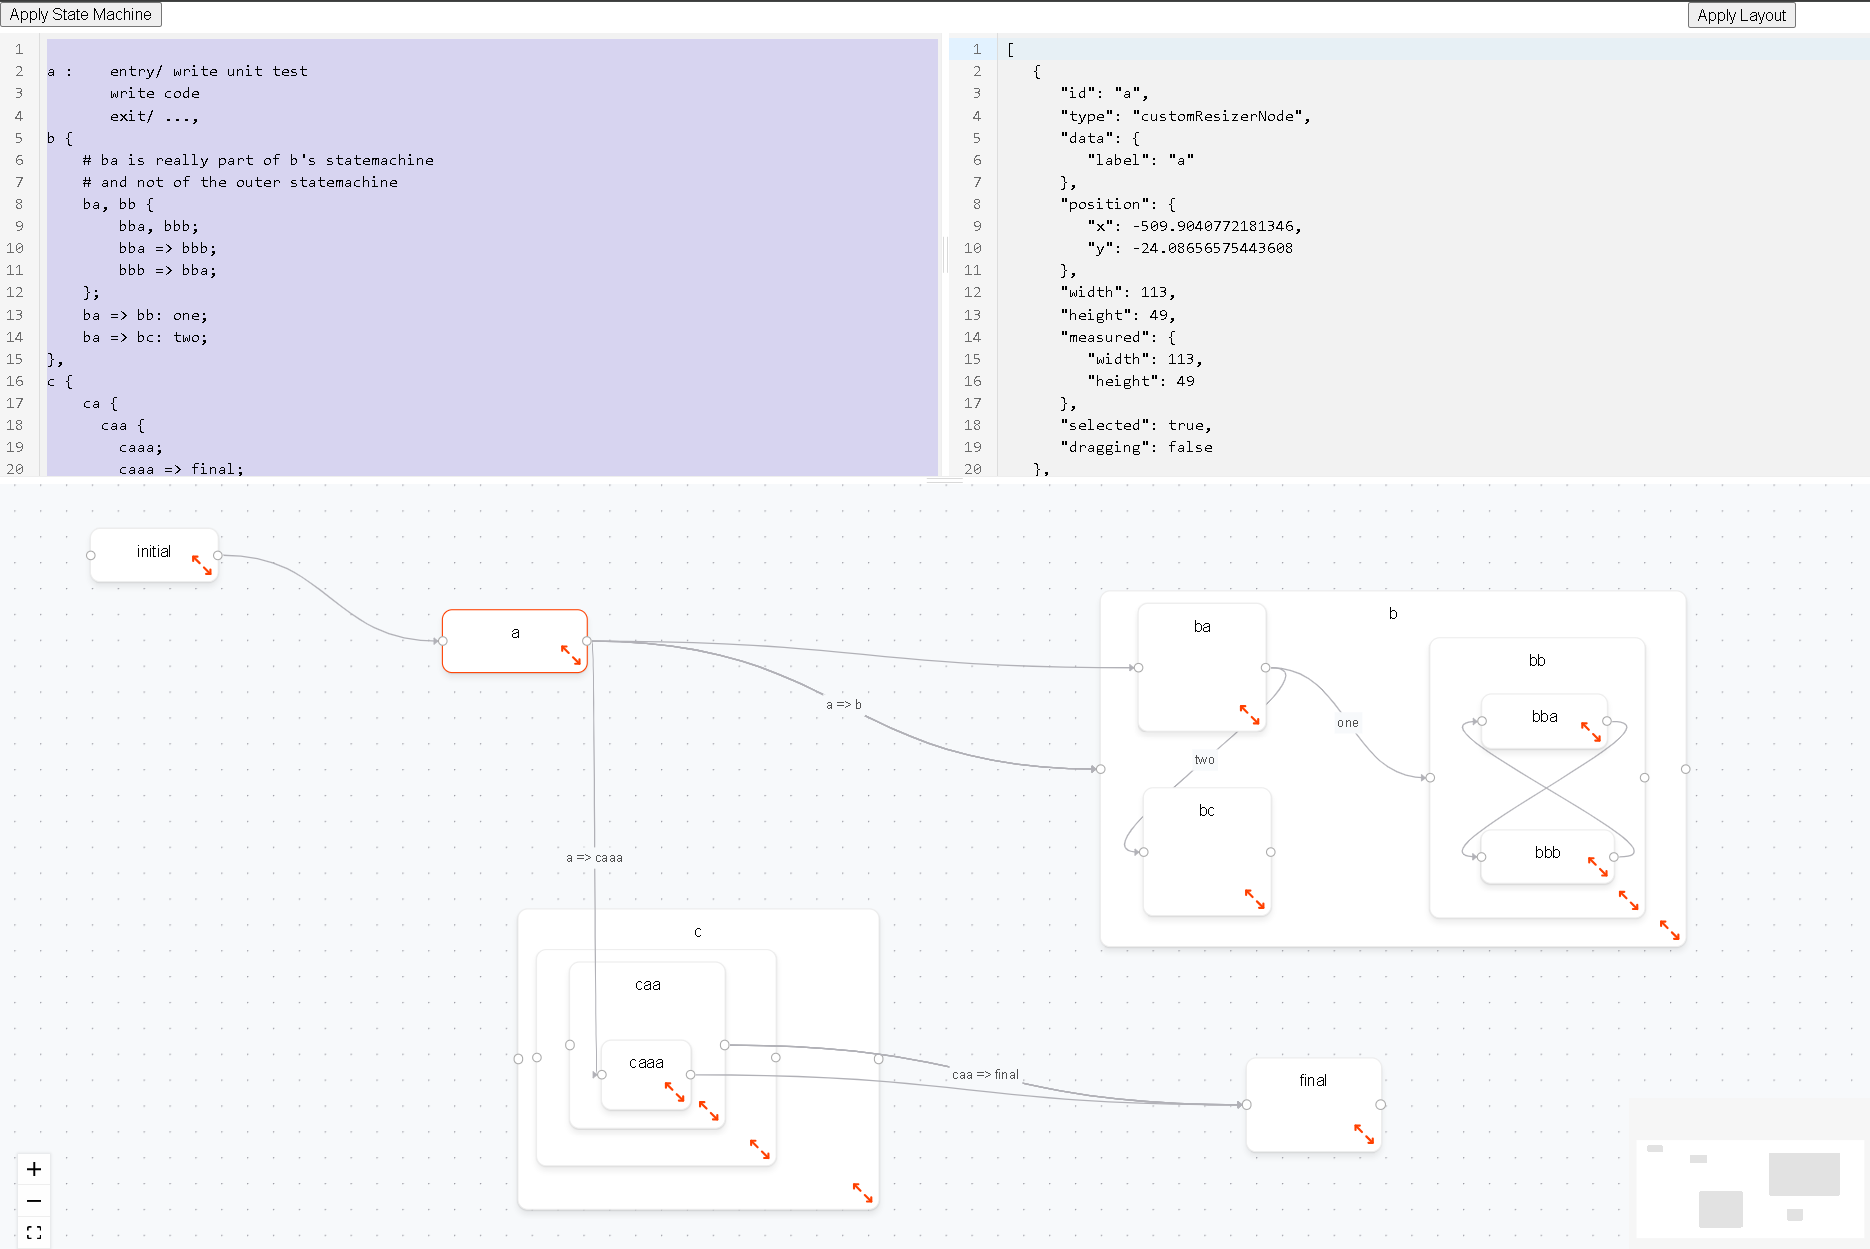 Apply State Machine
Apply Layout
1
2 a :    entry/ write unit test
3        write code
4        exit/ ...,
5 b {
6     # ba is really part of b's statemachine
7     # and not of the outer statemachine
8     ba, bb {
9         bba, bbb;
10         bba => bbb;
11         bbb => bba;
12     };
13     ba => bb: one;
14     ba => bc: two;
15 },
16 c {
17     ca {
18       caa {
19         caaa;
20         caaa => final;
1 [
2    {
3       "id": "a",
4       "type": "customResizerNode",
5       "data": {
6          "label": "a"
7       },
8       "position": {
9          "x": -509.9040772181346,
10          "y": -24.08656575443608
11       },
12       "width": 113,
13       "height": 49,
14       "measured": {
15          "width": 113,
16          "height": 49
17       },
18       "selected": true,
19       "dragging": false
20    },
initial
a
b
ba
bb
bba
one
a => b
two
bc
bbb
a => caaa
c
caa
caaa
caa => final
final